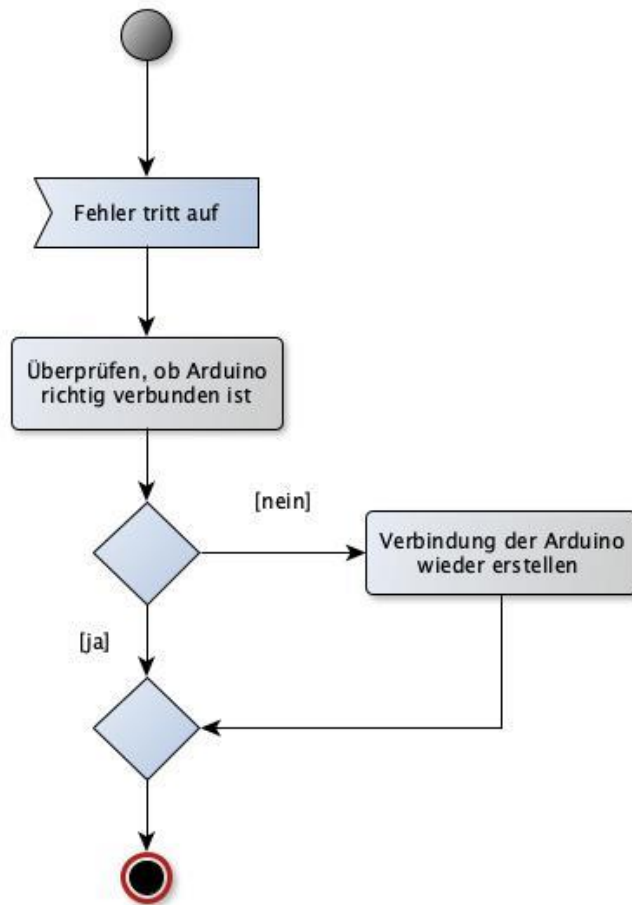 Fehler tritt auf
Überprüfen, ob Arduino
richtig verbunden ist
[nein]
Verbindung der Arduino
wieder erstellen
[ja]